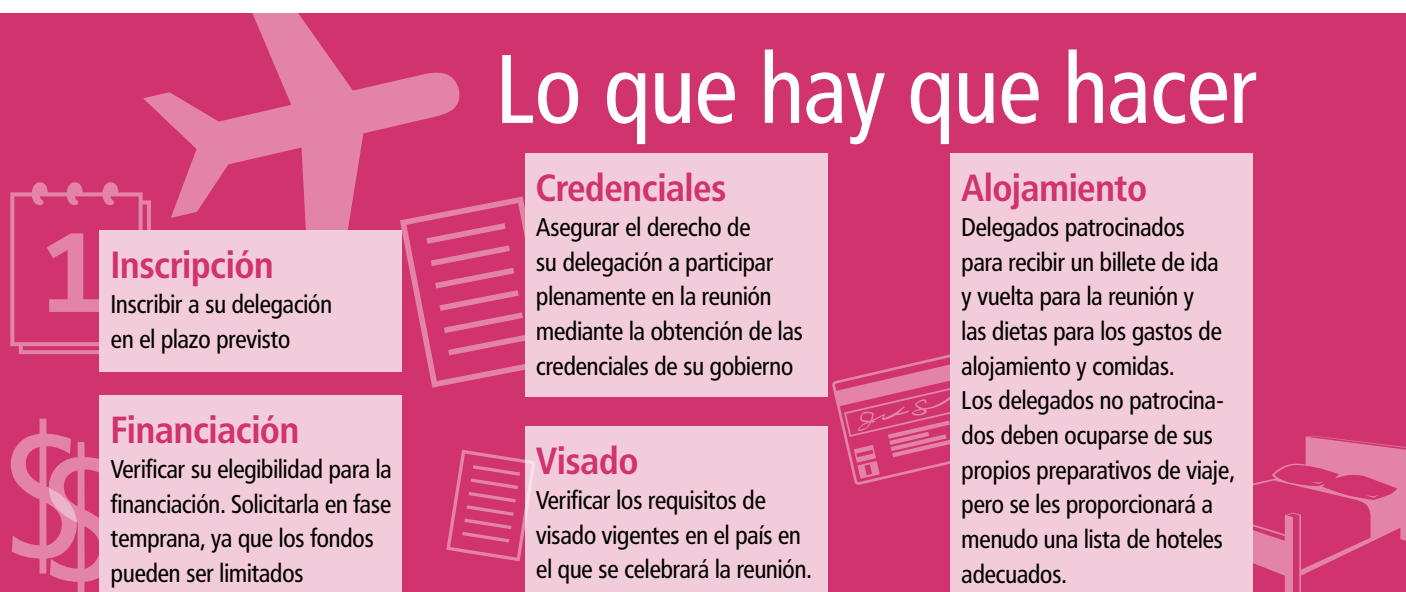 Lo que hay que hacer
1
Inscripción
Inscribir a su delegación
en el plazo previsto
Financiación
Verificar su elegibilidad para la
financiación. Solicitarla en fase
temprana, ya que los fondos
pueden ser limitados
Credenciales
Asegurar el derecho de
su delegación a participar
plenamente en la reunión
mediante la obtención de las
credenciales de su gobierno
Visado
Verificar los requisitos de
visado vigentes en el país en
el que se celebrará la reunión.
Alojamiento
Delegados patrocinados
para recibir un billete de ida
y vuelta para la reunión y
las dietas para los gastos de
alojamiento y comidas.
Los delegados no patrocina-
dos deben ocuparse de sus
propios preparativos de viaje,
pero se les proporcionará a
menudo una lista de hoteles
adecuados.